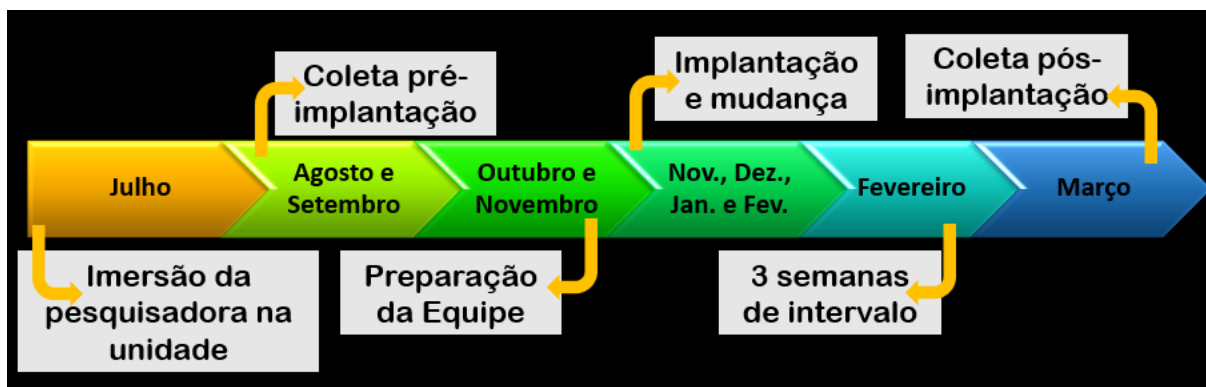 Coleta pré-
implantação
Implantação
e mudança
Coleta pós-
implantação
Julho
Agosto e
Setembro
Outubro e
Novembro
Nov., Dez.,
Jan. e Fev.
Fevereiro
Março
Imersão da
pesquisadora na
unidade
Preparação
da Equipe
3 semanas
de intervalo